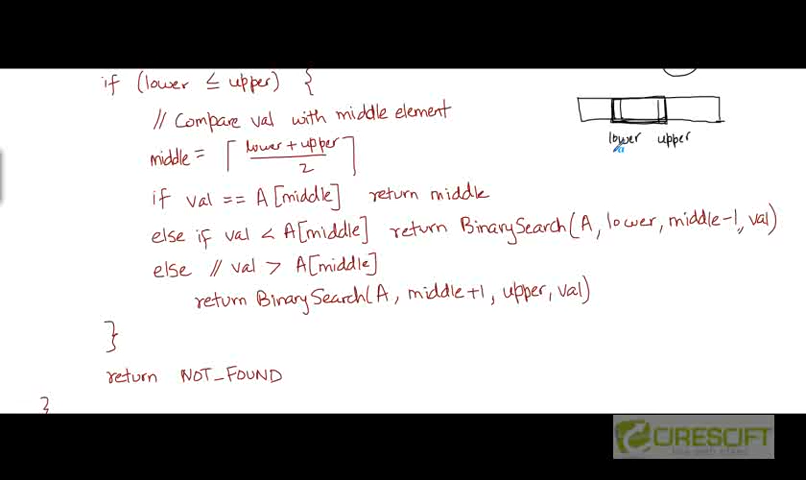 if (lower ≤ upper) {
// Compare val with middle element
middle = ⌈ lower + upper / 2 ⌉
if val == A[middle] return middle
else if val < A[middle] return BinarySearch(A, lower, middle-1, val)
else // val > A[middle]
return BinarySearch(A, middle+1, upper, val)
}
return NOT_FOUND
}
lower upper
CIRESCIFT